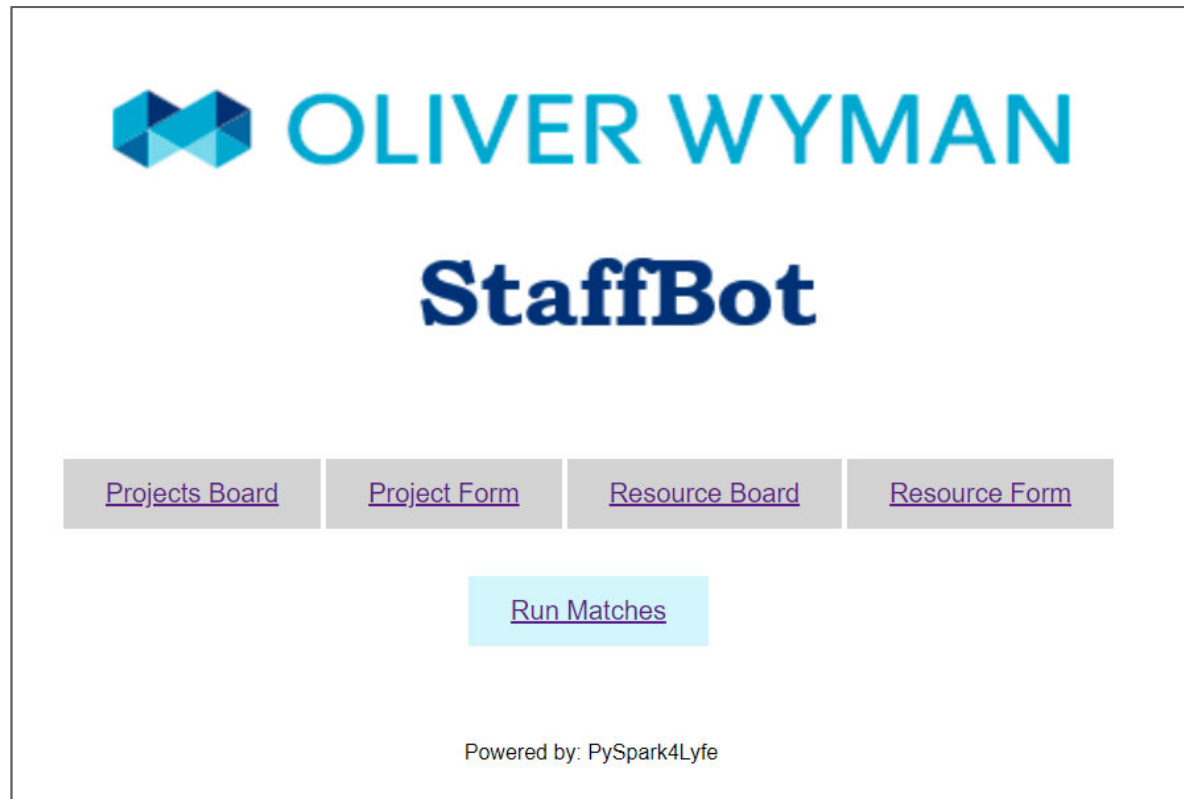 OLIVER WYMAN
StaffBot
Projects Board Project Form Resource Board Resource Form
Run Matches
Powered by: PySpark4Lyfe